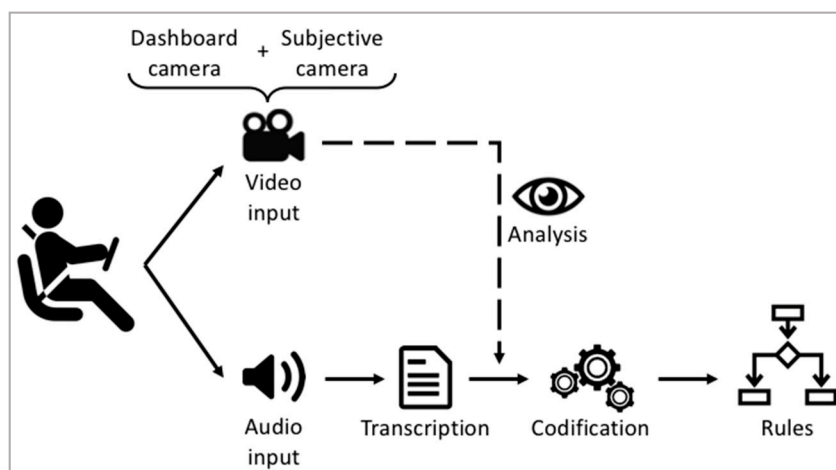 Dashboard + Subjective
camera camera
Video
input
Analysis
Audio
input
Transcription
Codification
Rules